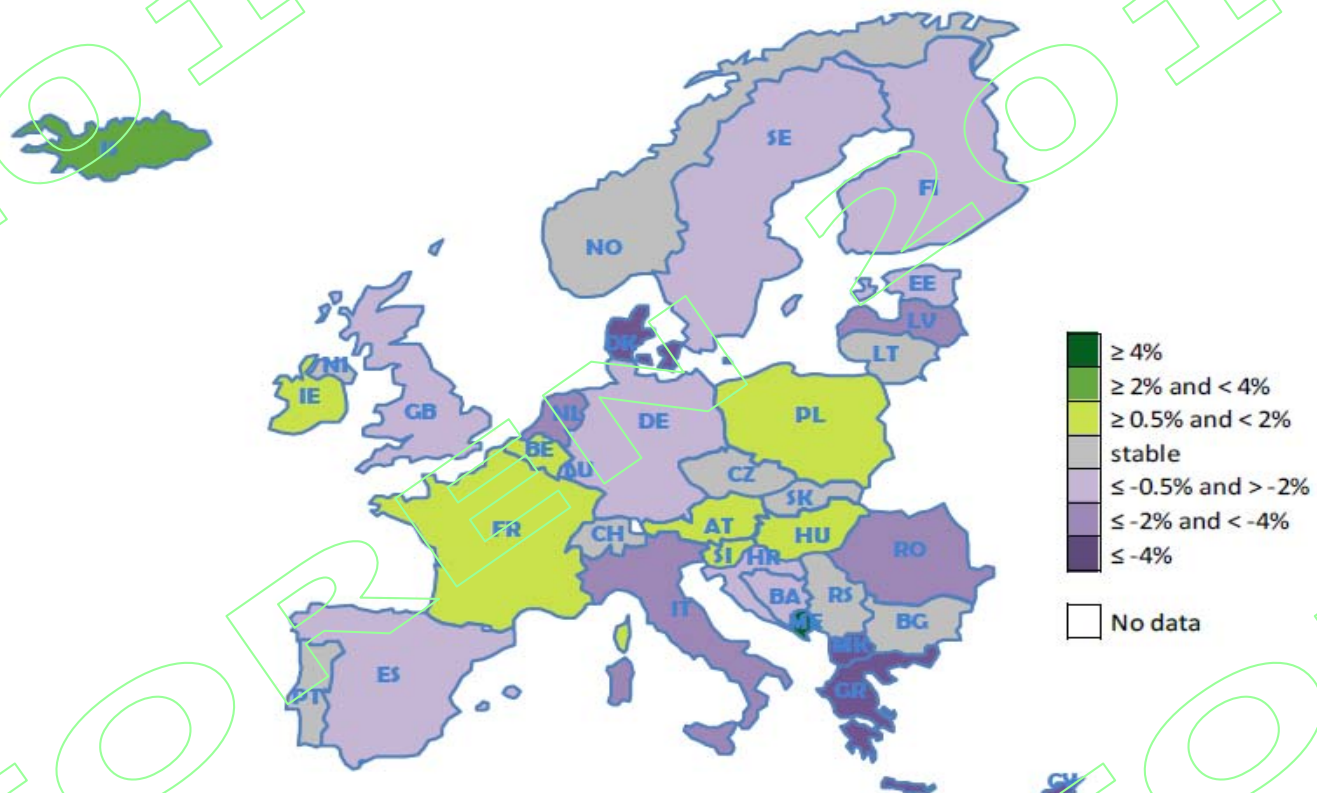 IS
SE
FI
NO
EE
LV
DK
LT
NI
IE
GB
NL
DE
PL
BE
LU
CZ
SK
FR
CH
AT
HU
SI
HR
RO
BA
RS
IT
ME
BG
MK
ES
PT
GR
CY
≥ 4%
≥ 2% and < 4%
≥ 0.5% and < 2%
stable
≤ -0.5% and > -2%
≤ -2% and < -4%
≤ -4%
No data